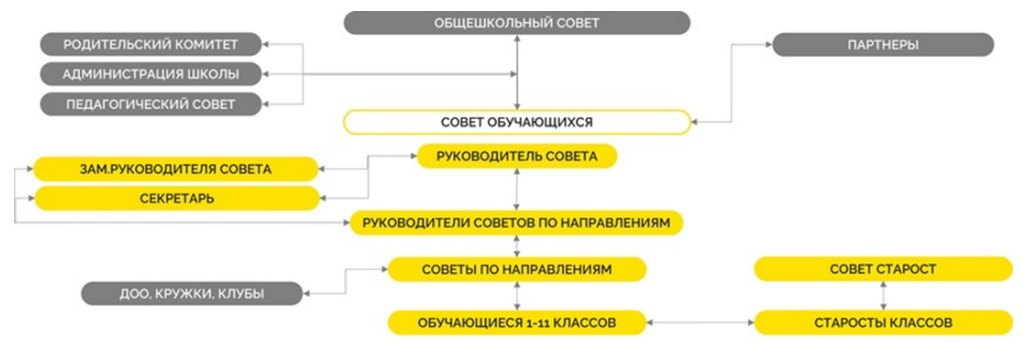 ОБЩЕШКОЛЬНЫЙ СОВЕТ
РОДИТЕЛЬСКИЙ КОМИТЕТ
ПАРТНЕРЫ
АДМИНИСТРАЦИЯ ШКОЛЫ
ПЕДАГОГИЧЕСКИЙ СОВЕТ
СОВЕТ ОБУЧАЮЩИХСЯ
РУКОВОДИТЕЛЬ СОВЕТА
ЗАМ.РУКОВОДИТЕЛЯ СОВЕТА
СЕКРЕТАРЬ
РУКОВОДИТЕЛИ СОВЕТОВ ПО НАПРАВЛЕНИЯМ
СОВЕТЫ ПО НАПРАВЛЕНИЯМ
СОВЕТ СТАРОСТ
ДОО, КРУЖКИ, КЛУБЫ
ОБУЧАЮЩИЕСЯ 1-11 КЛАССОВ
СТАРОСТЫ КЛАССОВ